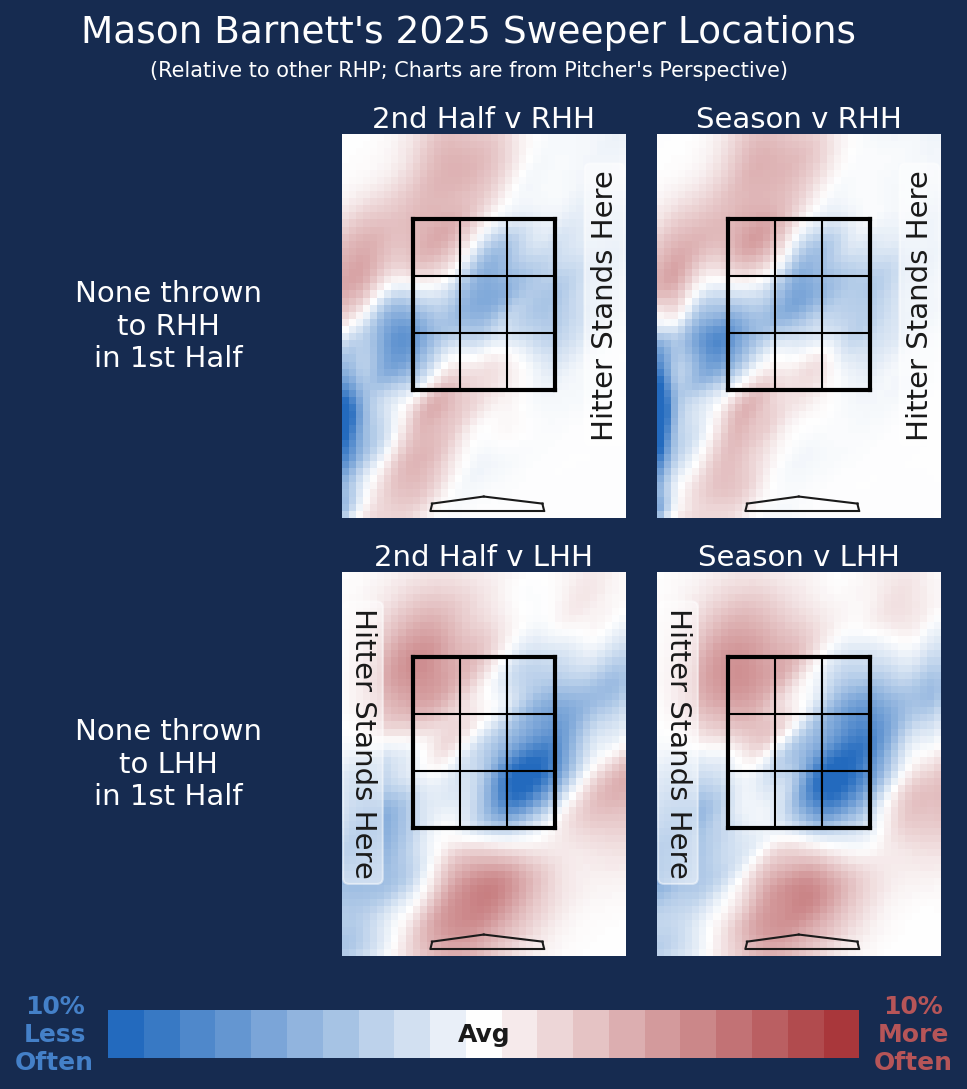 Mason Barnett's 2025 Sweeper Locations
(Relative to other RHP; Charts are from Pitcher's Perspective)
2nd Half v RHH
Season v RHH
None thrown
to RHH
in 1st Half
Hitter Stands Here
Hitter Stands Here
2nd Half v LHH
Season v LHH
None thrown
to LHH
in 1st Half
Hitter Stands Here
Hitter Stands Here
10%
Less
Often
Avg
10%
More
Often